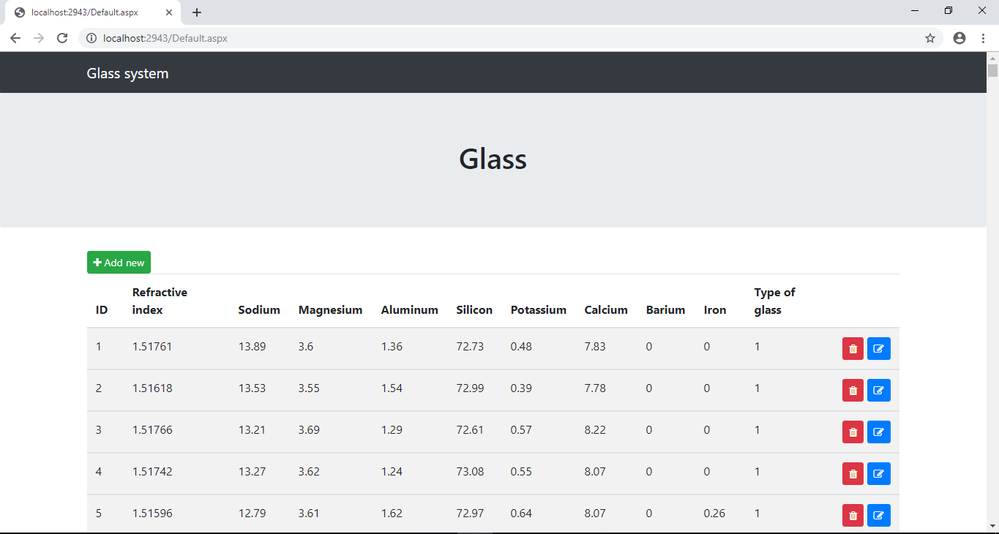 localhost:2943/Default.aspx
localhost:2943/Default.aspx
Glass system
Glass
Add new
ID Refractive index Sodium Magnesium Aluminum Silicon Potassium Calcium Barium Iron Type of glass
1 1.51761 13.89 3.6 1.36 72.73 0.48 7.83 0 0 1
2 1.51618 13.53 3.55 1.54 72.99 0.39 7.78 0 0 1
3 1.51766 13.21 3.69 1.29 72.61 0.57 8.22 0 0 1
4 1.51742 13.27 3.62 1.24 73.08 0.55 8.07 0 0 1
5 1.51596 12.79 3.61 1.62 72.97 0.64 8.07 0 0.26 1